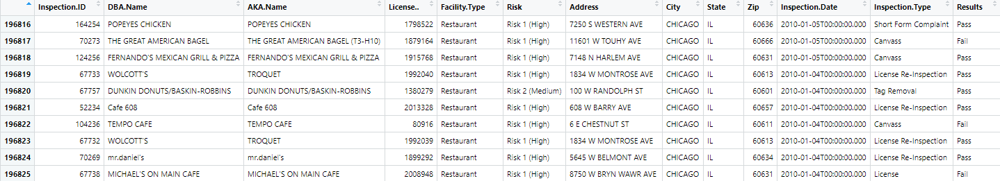 Inspection.ID DBA.Name AKA.Name License.. Facility.Type Risk Address City State Zip Inspection.Date Inspection.Type Results
196816 164254 POPEYES CHICKEN POPEYES CHICKEN 1798522 Restaurant Risk 1 (High) 7250 S WESTERN AVE CHICAGO IL 60636 2010-01-05T00:00:00.000 Short Form Complaint Pass
196817 70273 THE GREAT AMERICAN BAGEL THE GREAT AMERICAN BAGEL (T3-H10) 1879164 Restaurant Risk 1 (High) 11601 W TOUHY AVE CHICAGO IL 60666 2010-01-05T00:00:00.000 Canvass Fail
196818 124256 FERNANDO'S MEXICAN GRILL & PIZZA FERNANDO'S MEXICAN GRILL & PIZZA 1915768 Restaurant Risk 1 (High) 7148 N HARLEM AVE CHICAGO IL 60631 2010-01-05T00:00:00.000 Canvass Pass
196819 67733 WOLCOTT'S TROQUET 1992040 Restaurant Risk 1 (High) 1834 W MONTROSE AVE CHICAGO IL 60613 2010-01-04T00:00:00.000 License Re-Inspection Pass
196820 67757 DUNKIN DONUTS/BASKIN-ROBBINS DUNKIN DONUTS/BASKIN-ROBBINS 1380279 Restaurant Risk 2 (Medium) 100 W RANDOLPH ST CHICAGO IL 60601 2010-01-04T00:00:00.000 Tag Removal Pass
196821 52234 Cafe 608 Cafe 608 2013328 Restaurant Risk 1 (High) 608 W BARRY AVE CHICAGO IL 60657 2010-01-04T00:00:00.000 License Re-Inspection Pass
196822 104236 TEMPO CAFE TEMPO CAFE 80916 Restaurant Risk 1 (High) 6 E CHESTNUT ST CHICAGO IL 60611 2010-01-04T00:00:00.000 Canvass Fail
196823 67732 WOLCOTT'S TROQUET 1992039 Restaurant Risk 1 (High) 1834 W MONTROSE AVE CHICAGO IL 60613 2010-01-04T00:00:00.000 License Re-Inspection Pass
196824 70269 mr.daniel's mr.daniel's 1899292 Restaurant Risk 1 (High) 5645 W BELMONT AVE CHICAGO IL 60634 2010-01-04T00:00:00.000 License Re-Inspection Pass
196825 67738 MICHAEL'S ON MAIN CAFE MICHAEL'S ON MAIN CAFE 2008948 Restaurant Risk 1 (High) 8750 W BRYN WAWR AVE CHICAGO IL 60631 2010-01-04T00:00:00.000 License Fail